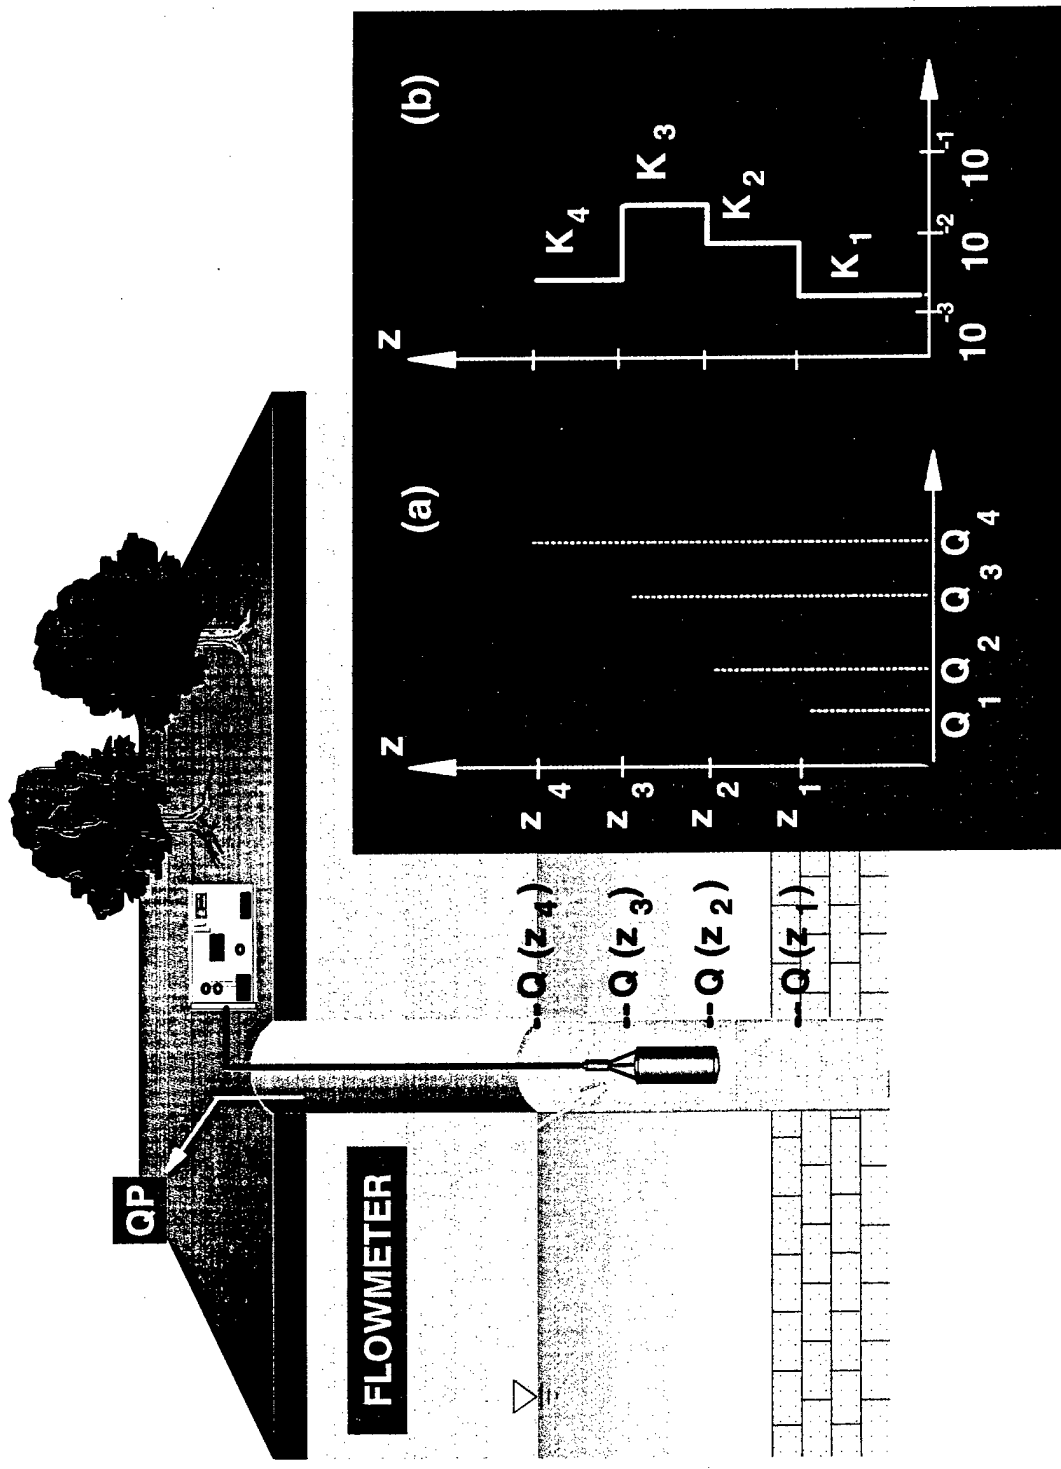 QP
FLOWMETER
Q (z4)
Q (z3)
Q (z2)
Q (z1)
(a)
z
z4
z3
z2
z1
Q1 Q2 Q3 Q4
(b)
z
K4
K3
K2
K1
10-3 10-2 10-1